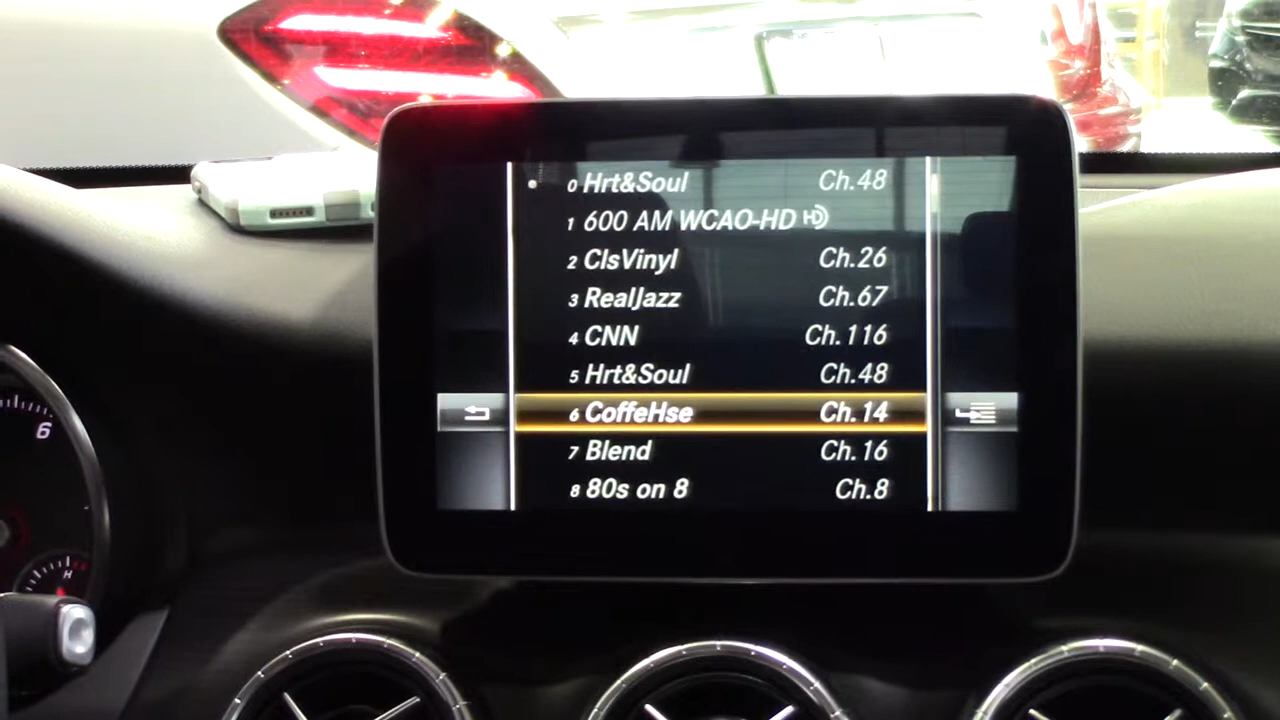 0 Hrt&Soul Ch.48
1 600 AM WCAO-HD HD
2 ClsVinyl Ch.26
3 RealJazz Ch.67
4 CNN Ch.116
5 Hrt&Soul Ch.48
6 CoffeHse Ch.14
7 Blend Ch.16
8 80s on 8 Ch.8
6
H